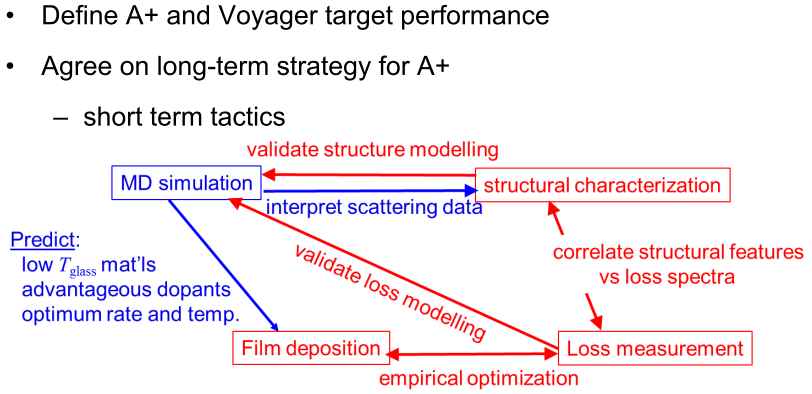 • Define A+ and Voyager target performance
• Agree on long-term strategy for A+
– short term tactics
validate structure modelling
MD simulation
structural characterization
interpret scattering data
Predict:
low Tglass mat'ls
advantageous dopants
optimum rate and temp.
validate loss modelling
correlate structural features
vs loss spectra
Film deposition
Loss measurement
empirical optimization